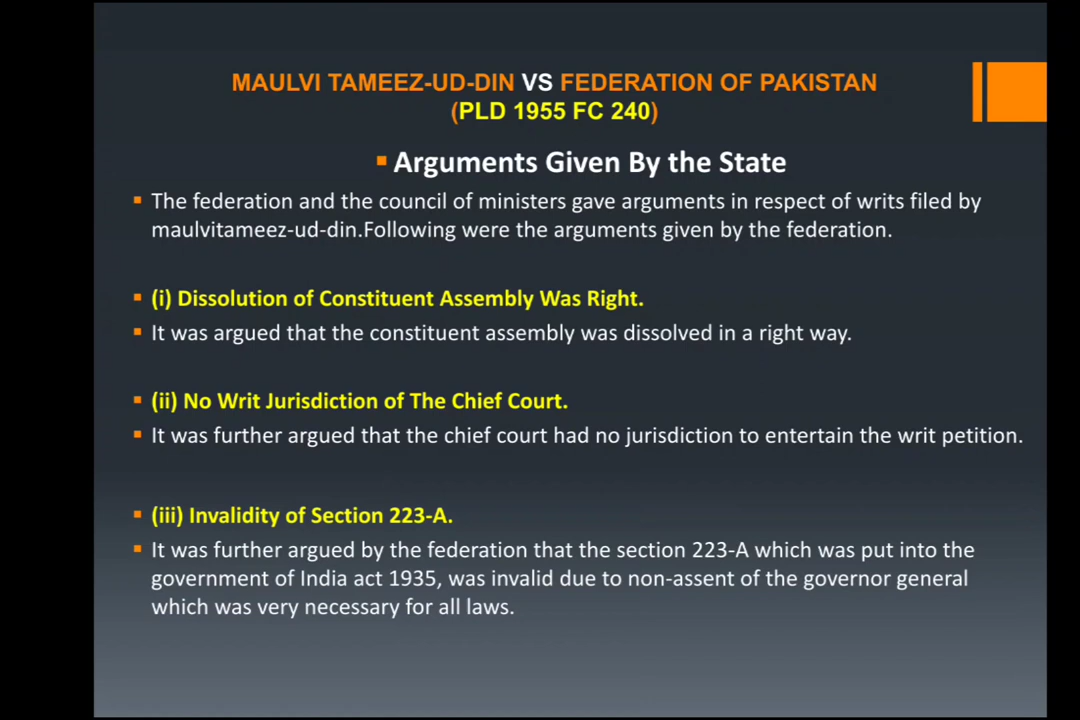 MAULVI TAMEEZ-UD-DIN VS FEDERATION OF PAKISTAN
(PLD 1955 FC 240)
▪ Arguments Given By the State
▪ The federation and the council of ministers gave arguments in respect of writs filed by
maulvitameez-ud-din.Following were the arguments given by the federation.
▪ (i) Dissolution of Constituent Assembly Was Right.
▪ It was argued that the constituent assembly was dissolved in a right way.
▪ (ii) No Writ Jurisdiction of The Chief Court.
▪ It was further argued that the chief court had no jurisdiction to entertain the writ petition.
▪ (iii) Invalidity of Section 223-A.
▪ It was further argued by the federation that the section 223-A which was put into the
government of India act 1935, was invalid due to non-assent of the governor general
which was very necessary for all laws.